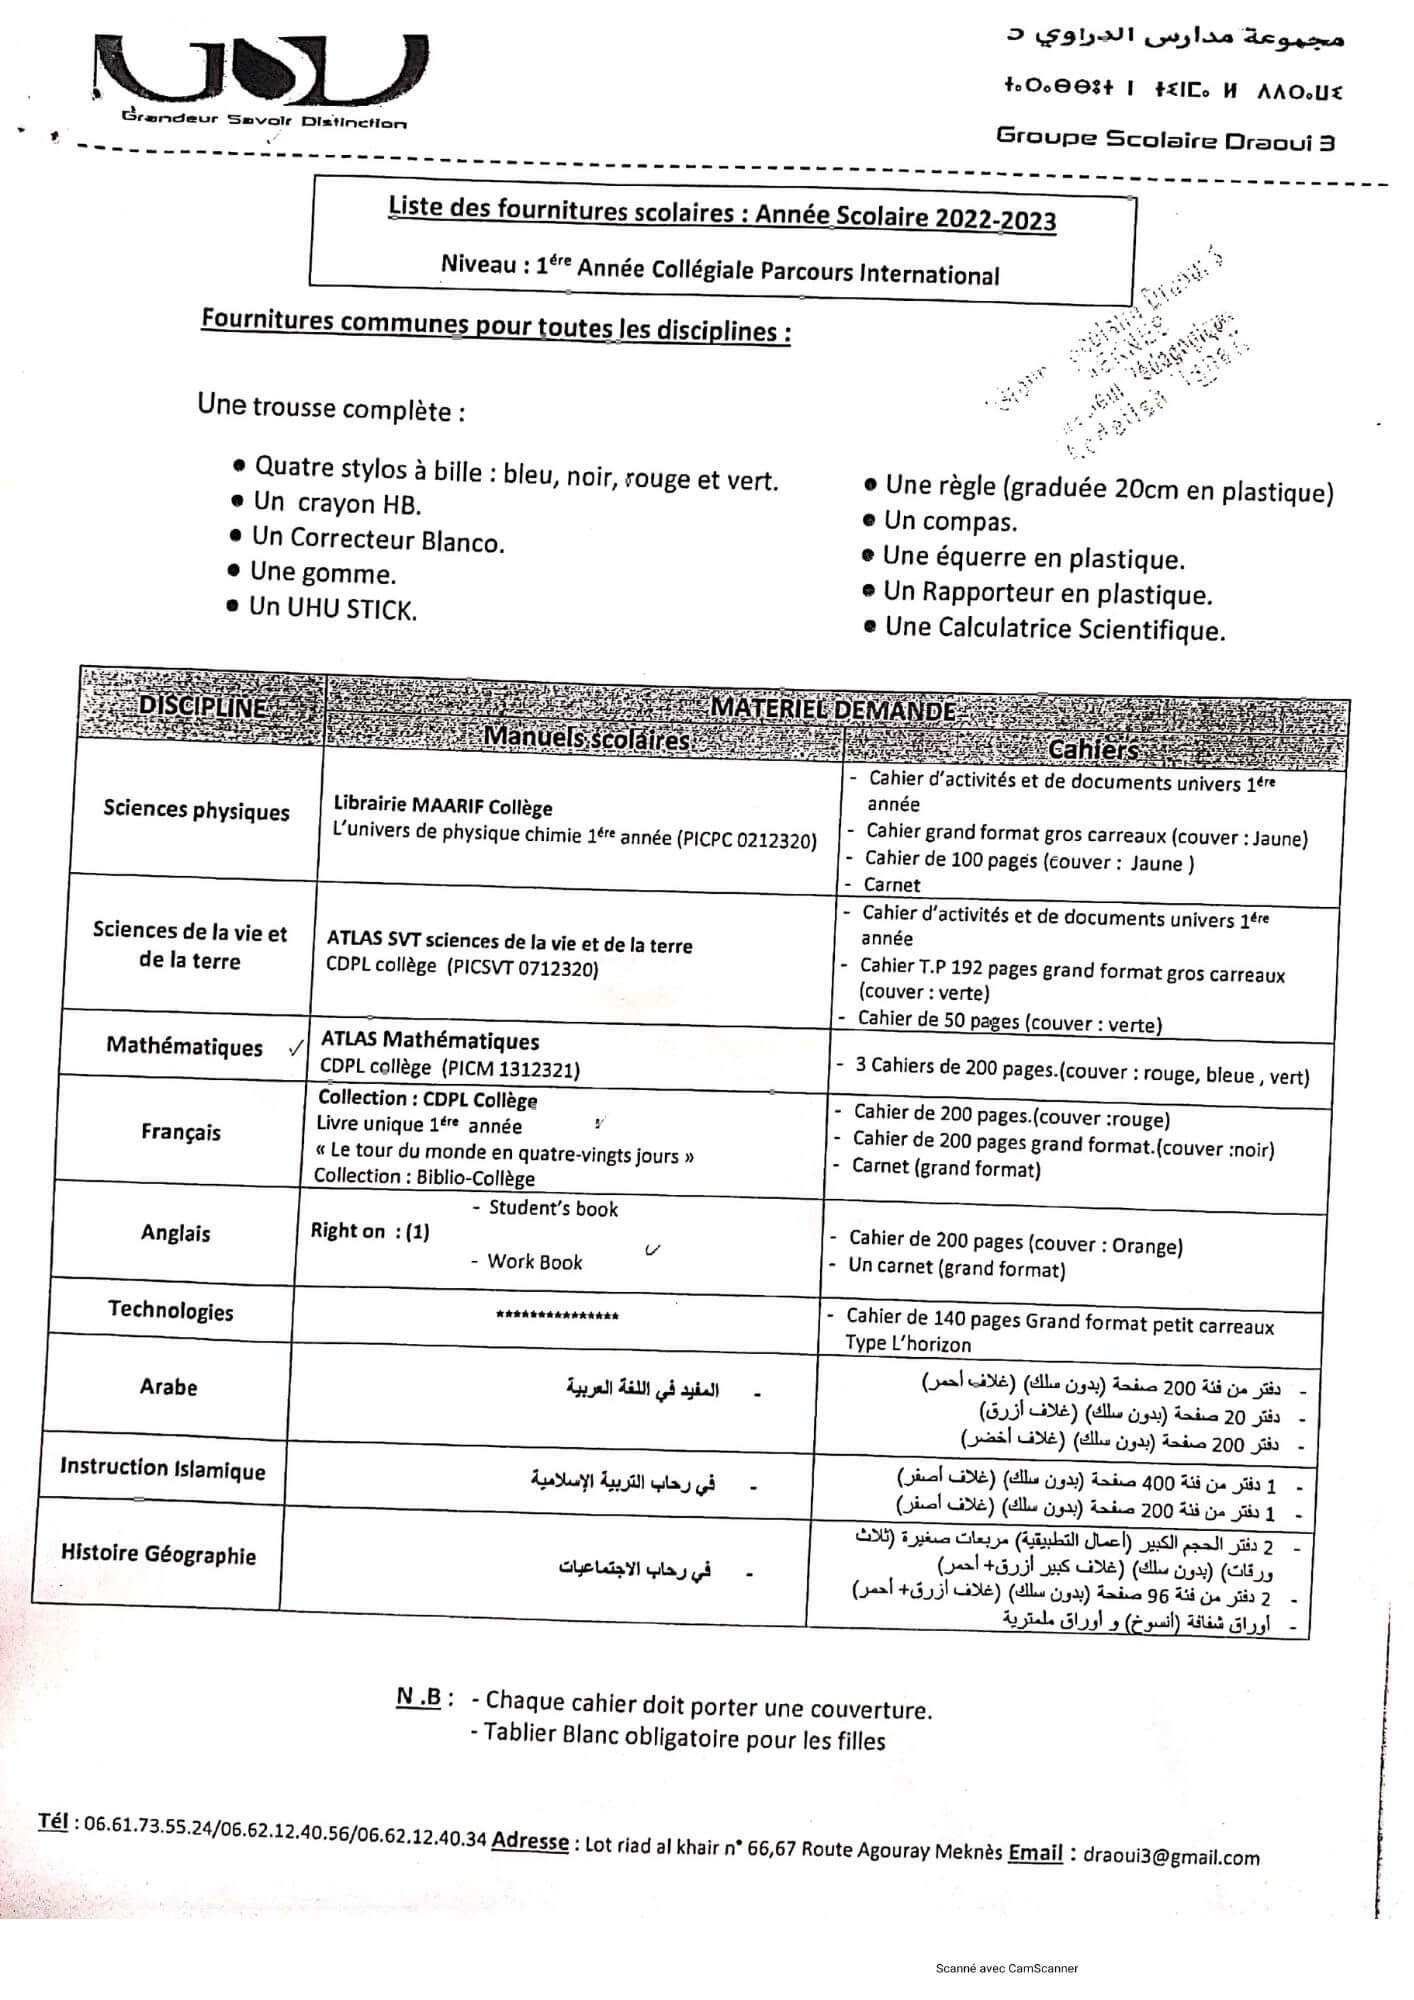 GSD
Grandeur Savoir Distinction
مجموعة مدارس الدراوي د
ⵜⴰⵔⴰⴱⴱⵓⵜ ⵏ ⵜⵉⵏⵎⴰ ⵍ ⴷⴷⵔⴰⵡⵉ
Groupe Scolaire Draoui 3
Liste des fournitures scolaires : Année Scolaire 2022-2023
Niveau : 1ére Année Collégiale Parcours International
Fournitures communes pour toutes les disciplines :
Une trousse complète :
● Quatre stylos à bille : bleu, noir, rouge et vert.
● Un crayon HB.
● Un Correcteur Blanco.
● Une gomme.
● Un UHU STICK.
● Une règle (graduée 20cm en plastique)
● Un compas.
● Une équerre en plastique.
● Un Rapporteur en plastique.
● Une Calculatrice Scientifique.
DISCIPLINE
MATERIEL DEMANDE
Manuels scolaires
Cahiers
Sciences physiques
Librairie MAARIF Collège
L'univers de physique chimie 1ére année (PICPC 0212320)
- Cahier d'activités et de documents univers 1ére
année
- Cahier grand format gros carreaux (couver : Jaune)
- Cahier de 100 pages (couver : Jaune )
- Carnet
Sciences de la vie et
de la terre
ATLAS SVT sciences de la vie et de la terre
CDPL collège (PICSVT 0712320)
- Cahier d'activités et de documents univers 1ére
année
- Cahier T.P 192 pages grand format gros carreaux
(couver : verte)
- Cahier de 50 pages (couver : verte)
Mathématiques ✓
ATLAS Mathématiques
CDPL collège (PICM 1312321)
- 3 Cahiers de 200 pages.(couver : rouge, bleue , vert)
Français
Collection : CDPL Collège
Livre unique 1ére année
« Le tour du monde en quatre-vingts jours »
Collection : Biblio-Collège
- Cahier de 200 pages.(couver :rouge)
- Cahier de 200 pages grand format.(couver :noir)
- Carnet (grand format)
Anglais
- Student's book
Right on : (1)
- Work Book
- Cahier de 200 pages (couver : Orange)
- Un carnet (grand format)
Technologies
***************
- Cahier de 140 pages Grand format petit carreaux
Type L'horizon
Arabe
- المفيد في اللغة العربية
- دفتر من فئة 200 صفحة (بدون سلك) (غلاف أحمر)
- دفتر 20 صفحة (بدون سلك) (غلاف أزرق)
- دفتر 200 صفحة (بدون سلك) (غلاف أخضر)
Instruction Islamique
- في رحاب التربية الإسلامية
- 1 دفتر من فئة 400 صفحة (بدون سلك) (غلاف أصفر)
- 1 دفتر من فئة 200 صفحة (بدون سلك) (غلاف أصفر)
Histoire Géographie
- في رحاب الاجتماعيات
- 2 دفتر الحجم الكبير (أعمال التطبيقية) مربعات صغيرة (ثلاث
ورقات) (بدون سلك) (غلاف كبير أزرق+ أحمر)
- 2 دفتر من فئة 96 صفحة (بدون سلك) (غلاف أزرق+ أحمر)
- أوراق شفافة (أنسوخ) و أوراق ملمترية
N .B : - Chaque cahier doit porter une couverture.
- Tablier Blanc obligatoire pour les filles
Tél : 06.61.73.55.24/06.62.12.40.56/06.62.12.40.34 Adresse : Lot riad al khair n° 66,67 Route Agouray Meknès Email : draoui3@gmail.com
Scanné avec CamScanner